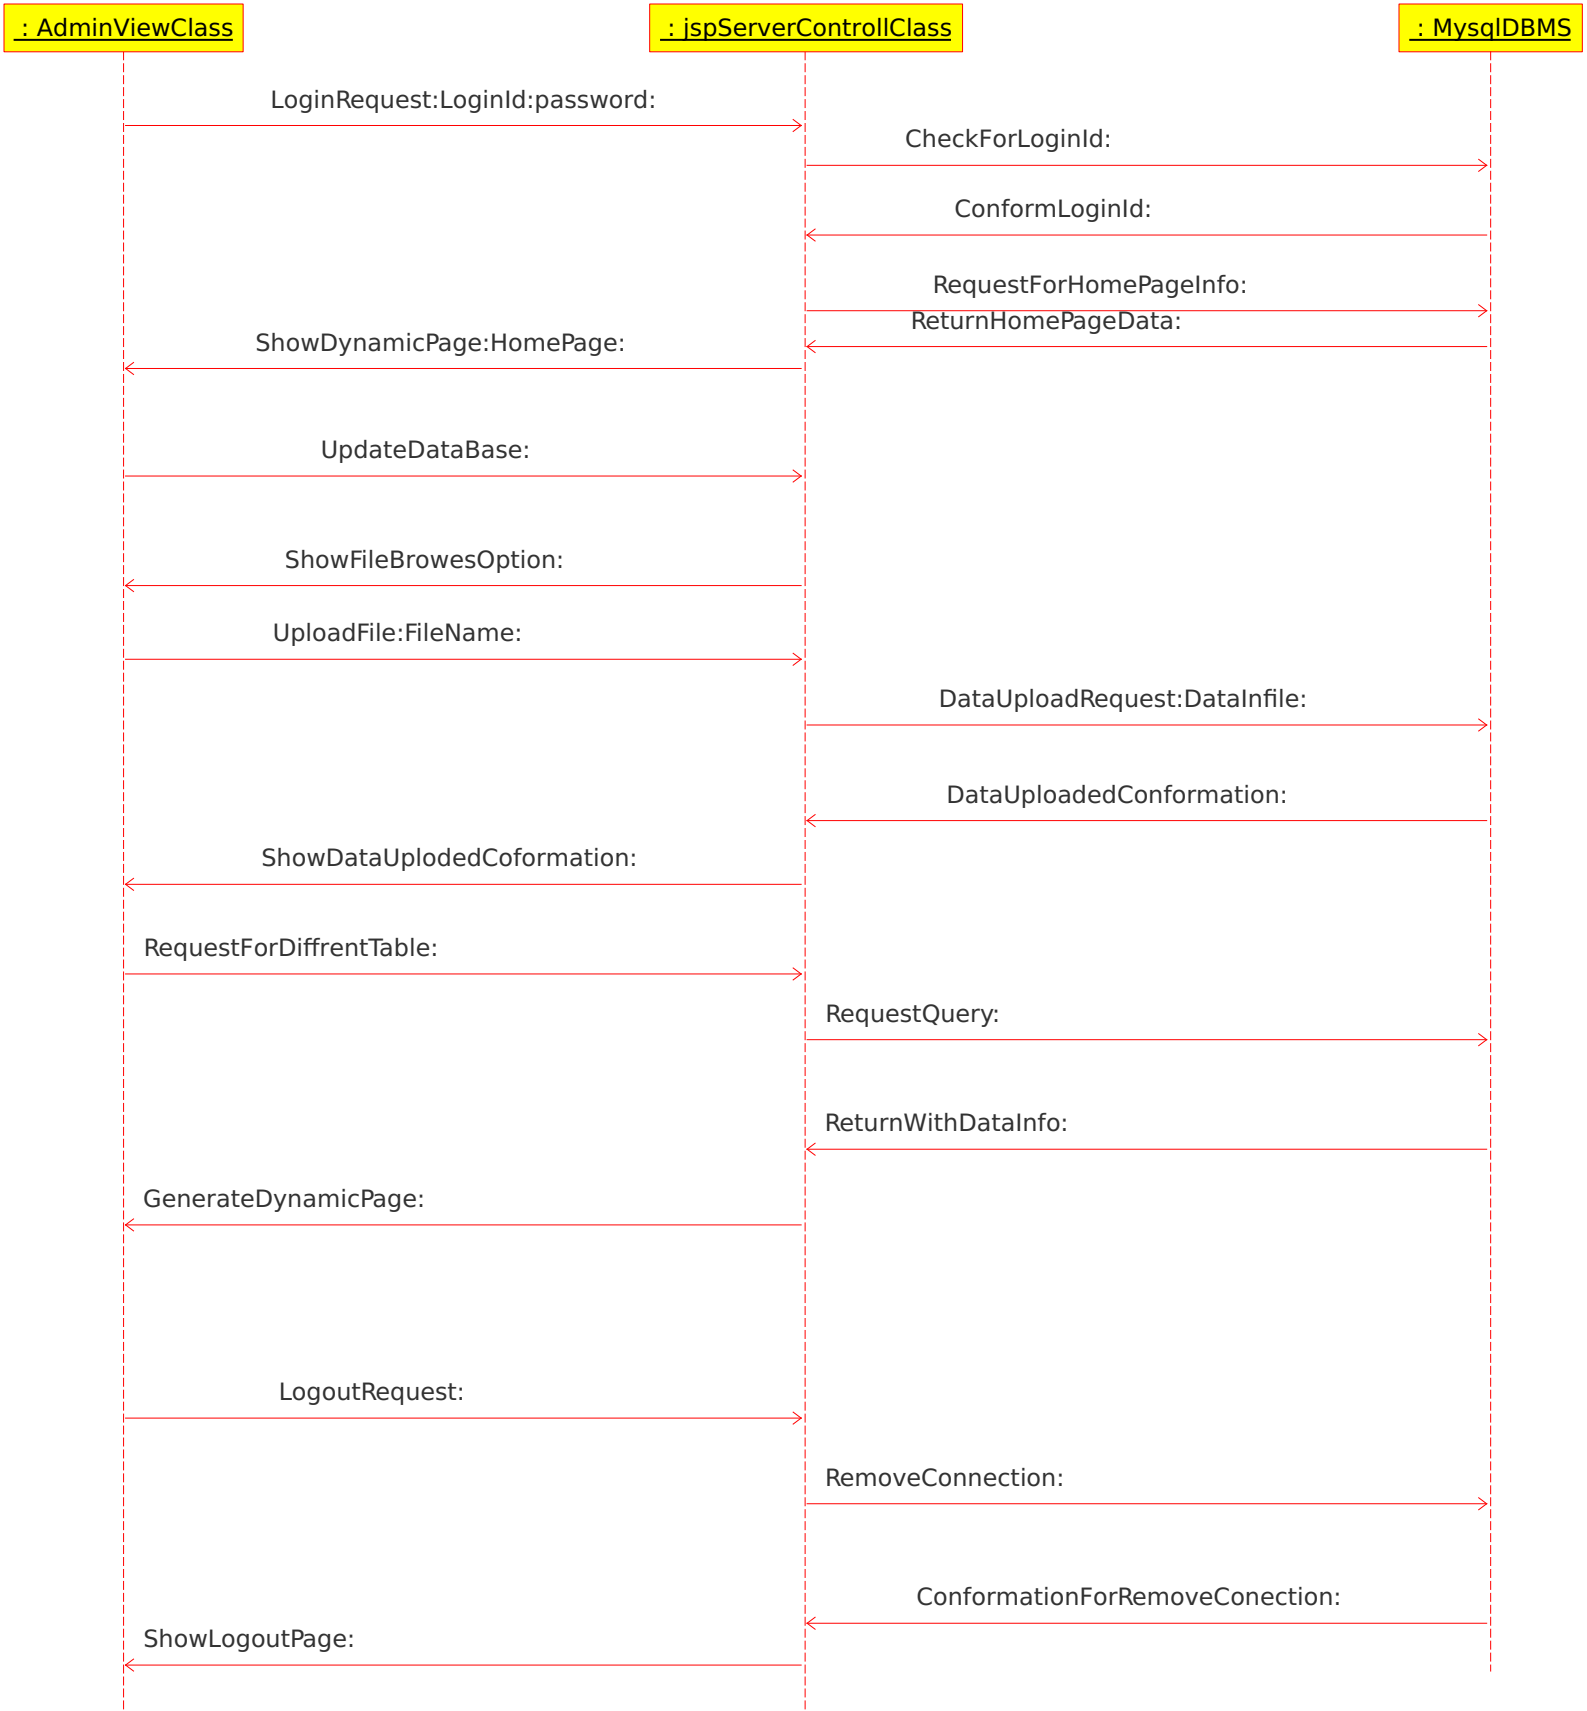 : AdminViewClass
: jspServerControllClass
: MysqlDBMS
LoginRequest:LoginId:password:
CheckForLoginId:
ConformLoginId:
RequestForHomePageInfo:
ReturnHomePageData:
ShowDynamicPage:HomePage:
UpdateDataBase:
ShowFileBrowesOption:
UploadFile:FileName:
DataUploadRequest:DataInfile:
DataUploadedConformation:
ShowDataUplodedCoformation:
RequestForDiffrentTable:
RequestQuery:
ReturnWithDataInfo:
GenerateDynamicPage:
LogoutRequest:
RemoveConnection:
ConformationForRemoveConection:
ShowLogoutPage: